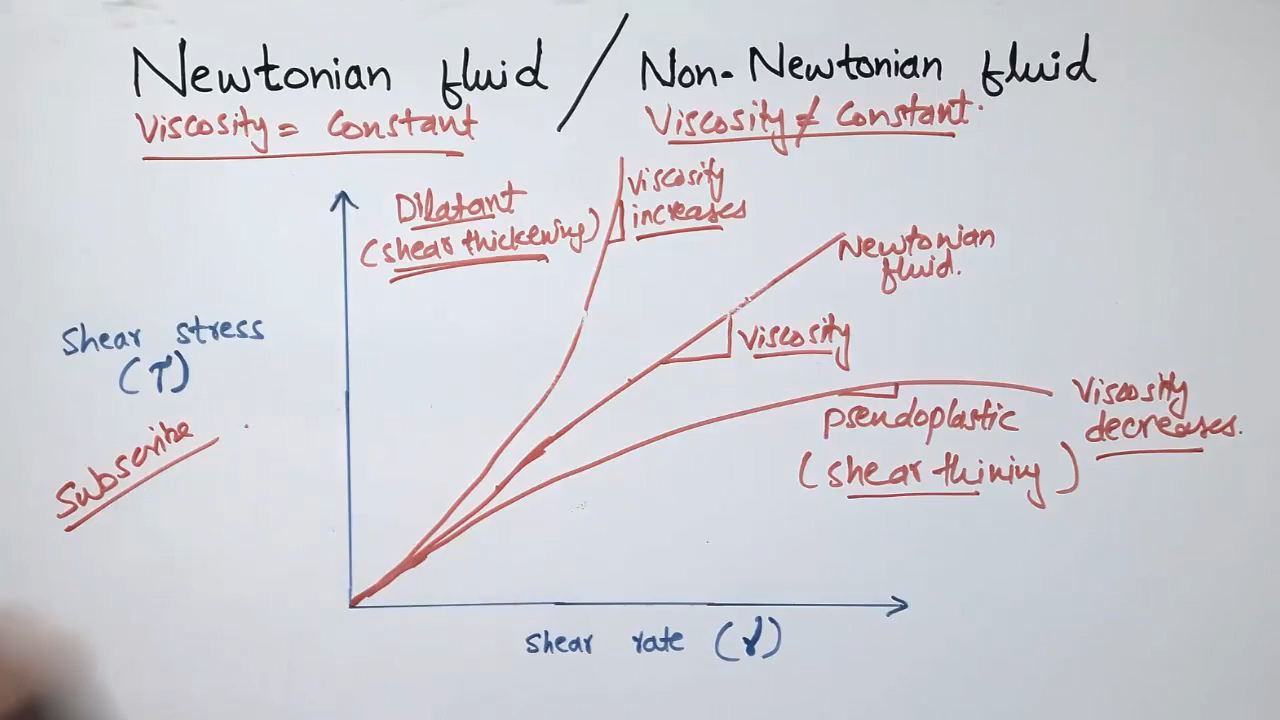 Newtonian fluid / Non-Newtonian fluid
Viscosity = Constant
Viscosity ≠ Constant.
Viscosity
increases
Dilatant
(shear thickening)
Newtonian
fluid.
Viscosity
Shear stress
(τ)
Viscosity
decreases.
Pseudoplastic
(shear thining)
Subscribe
Shear rate (γ)